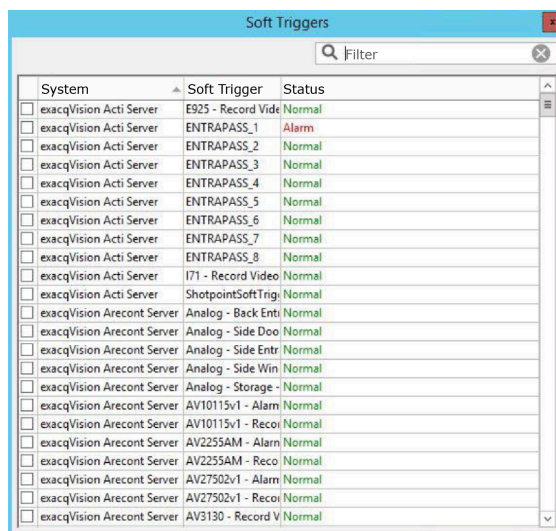 Soft Triggers
x
Filter
System Soft Trigger Status
exacqVision Acti Server E925 - Record Vide Normal
exacqVision Acti Server ENTRAPASS_1 Alarm
exacqVision Acti Server ENTRAPASS_2 Normal
exacqVision Acti Server ENTRAPASS_3 Normal
exacqVision Acti Server ENTRAPASS_4 Normal
exacqVision Acti Server ENTRAPASS_5 Normal
exacqVision Acti Server ENTRAPASS_6 Normal
exacqVision Acti Server ENTRAPASS_7 Normal
exacqVision Acti Server ENTRAPASS_8 Normal
exacqVision Acti Server I71 - Record Video Normal
exacqVision Acti Server ShotpointSoftTrig Normal
exacqVision Arecont Server Analog - Back Entr Normal
exacqVision Arecont Server Analog - Side Doo Normal
exacqVision Arecont Server Analog - Side Entr Normal
exacqVision Arecont Server Analog - Side Win Normal
exacqVision Arecont Server Analog - Storage - Normal
exacqVision Arecont Server AV10115v1 - Alarm Normal
exacqVision Arecont Server AV10115v1 - Recor Normal
exacqVision Arecont Server AV2255AM - Alarn Normal
exacqVision Arecont Server AV2255AM - Reco Normal
exacqVision Arecont Server AV27502v1 - Alarm Normal
exacqVision Arecont Server AV27502v1 - Recor Normal
exacqVision Arecont Server AV3130 - Record V Normal